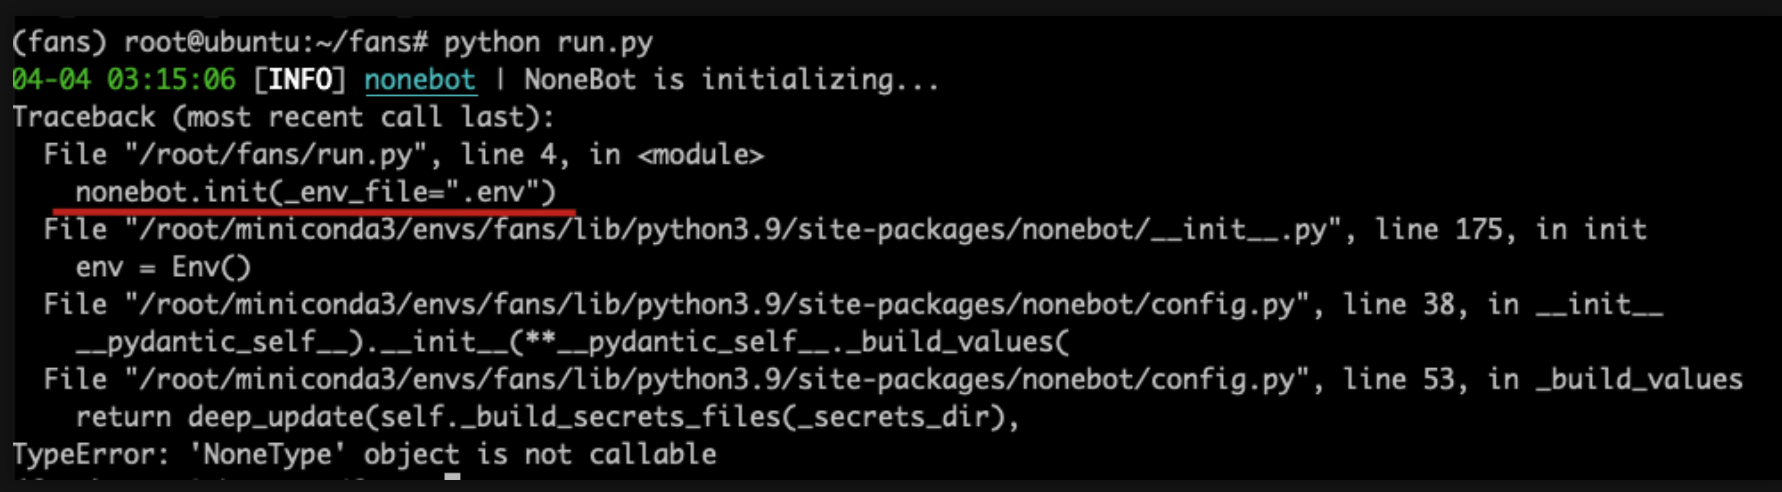 (fans) root@ubuntu:~/fans# python run.py
04-04 03:15:06 [INFO] nonebot | NoneBot is initializing...
Traceback (most recent call last):
  File "/root/fans/run.py", line 4, in <module>
    nonebot.init(_env_file=".env")
  File "/root/miniconda3/envs/fans/lib/python3.9/site-packages/nonebot/__init__.py", line 175, in init
    env = Env()
  File "/root/miniconda3/envs/fans/lib/python3.9/site-packages/nonebot/config.py", line 38, in __init__
    __pydantic_self__).__init__(**__pydantic_self__._build_values(
  File "/root/miniconda3/envs/fans/lib/python3.9/site-packages/nonebot/config.py", line 53, in _build_values
    return deep_update(self._build_secrets_files(_secrets_dir),
TypeError: 'NoneType' object is not callable